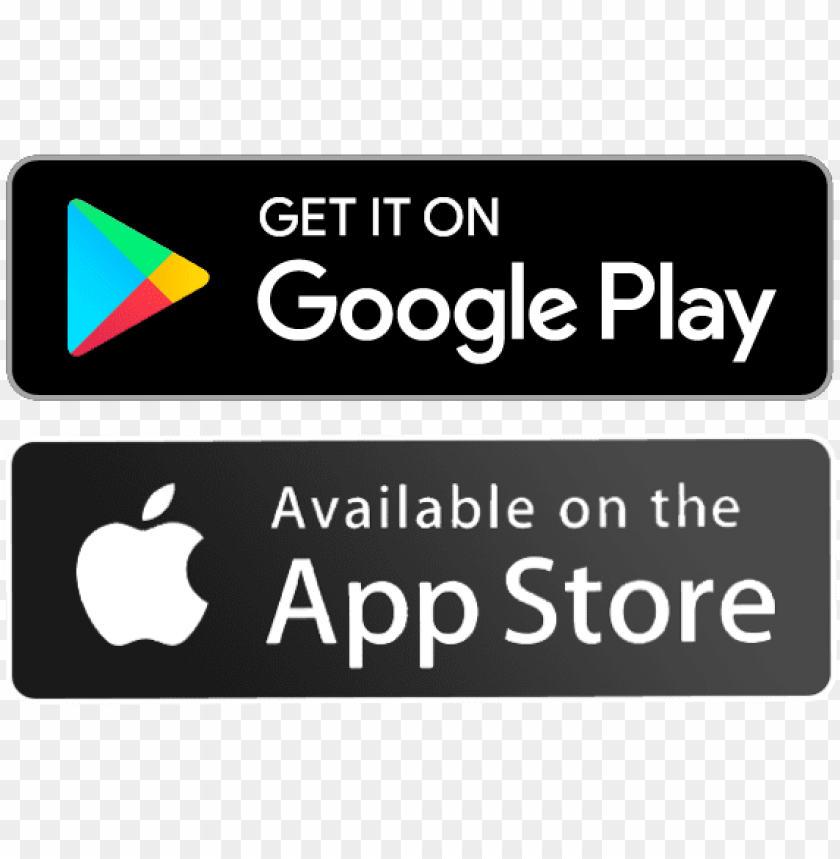 GET IT ON
Google Play
Available on the
App Store